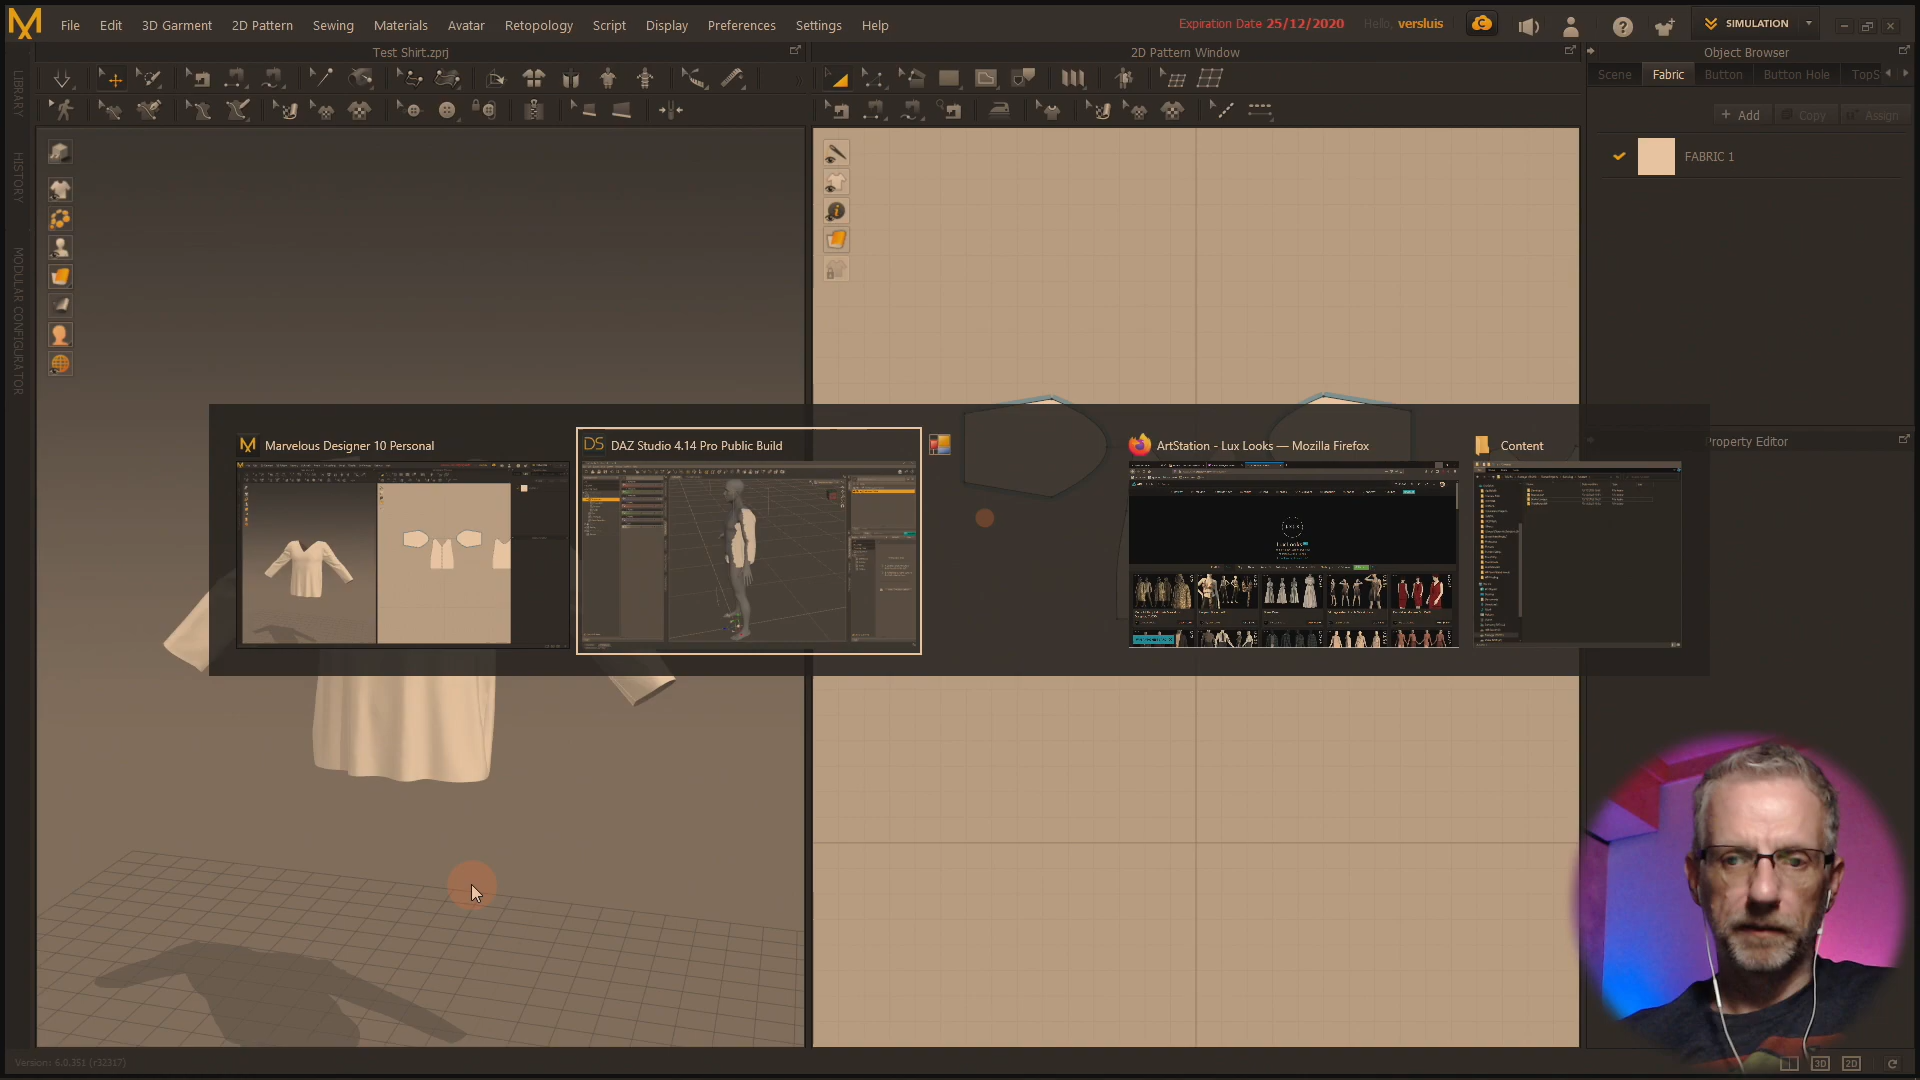 File Edit 3D Garment 2D Pattern Sewing Materials Avatar Retopology Script Display Preferences Settings Help
Expiration Date 25/12/2020 Hello, versluis
SIMULATION
Test Shirt.zprj
2D Pattern Window
Object Browser
Scene Fabric Button Button Hole TopS
+ Add Copy Assign
FABRIC 1
LIBRARY
HISTORY
MODULAR CONFIGURATOR
Marvelous Designer 10 Personal
DS DAZ Studio 4.14 Pro Public Build
ArtStation - Lux Looks — Mozilla Firefox
Content
Property Editor
Version: 6.0.351 (r32317)
3D 2D